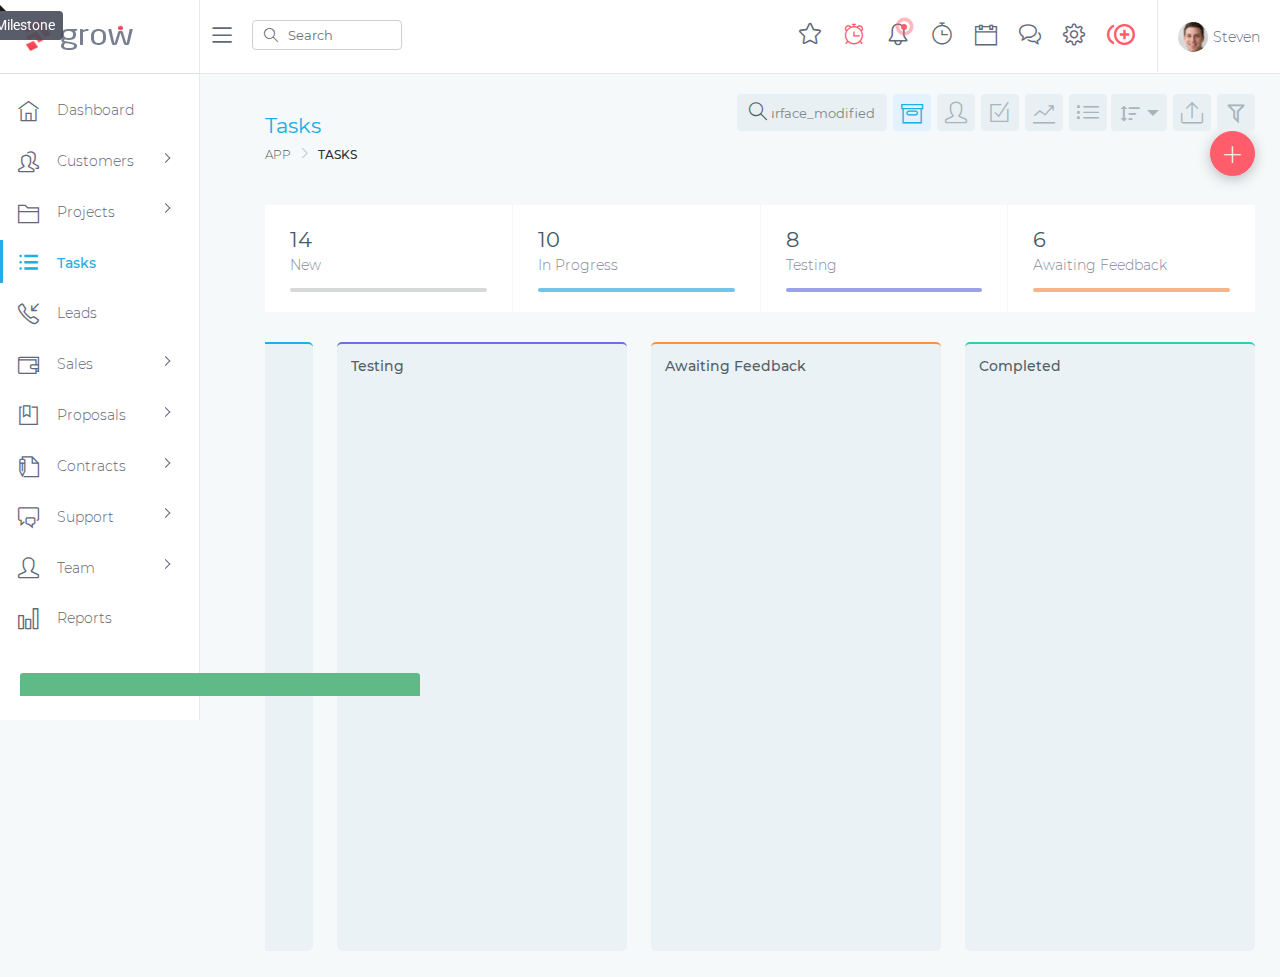 Milestone
grow
Search
Steven
Dashboard
Customers
Projects
Tasks
Leads
Sales
Proposals
Contracts
Support
Team
Reports
Tasks
APP
TASKS
rface_modified
14
New
10
In Progress
8
Testing
6
Awaiting Feedback
Testing
Awaiting Feedback
Completed